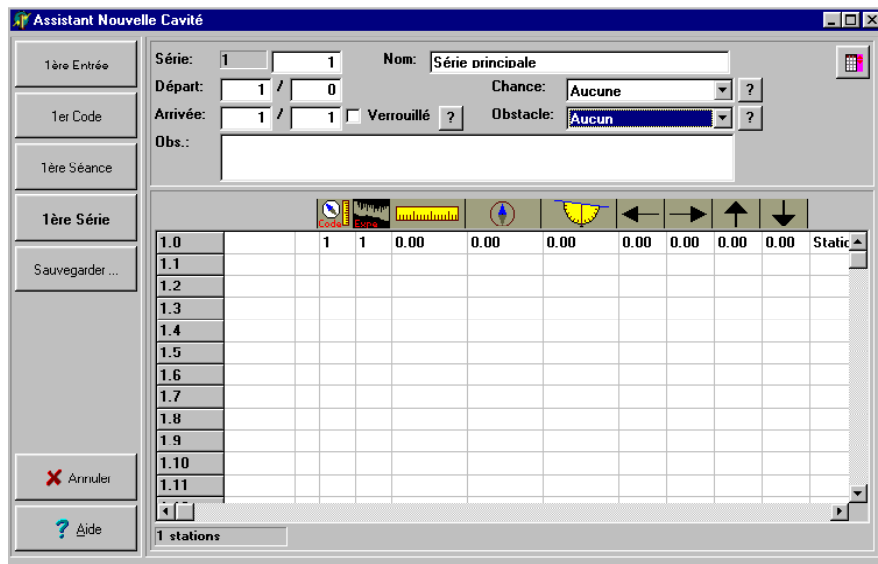 Assistant Nouvelle Cavité
1ère Entrée
1er Code
1ère Séance
1ère Série
Sauvegarder ...
Annuler
Aide
Série: 1 1 Nom: Série principale
Départ: 1 / 0 Chance: Aucune ?
Arrivée: 1 / 1 Verrouillé ? Obstacle: Aucun ?
Obs.:
Code Expe
1.0 1 1 0.00 0.00 0.00 0.00 0.00 0.00 0.00 Static
1.1
1.2
1.3
1.4
1.5
1.6
1.7
1.8
1.9
1.10
1.11
1 stations